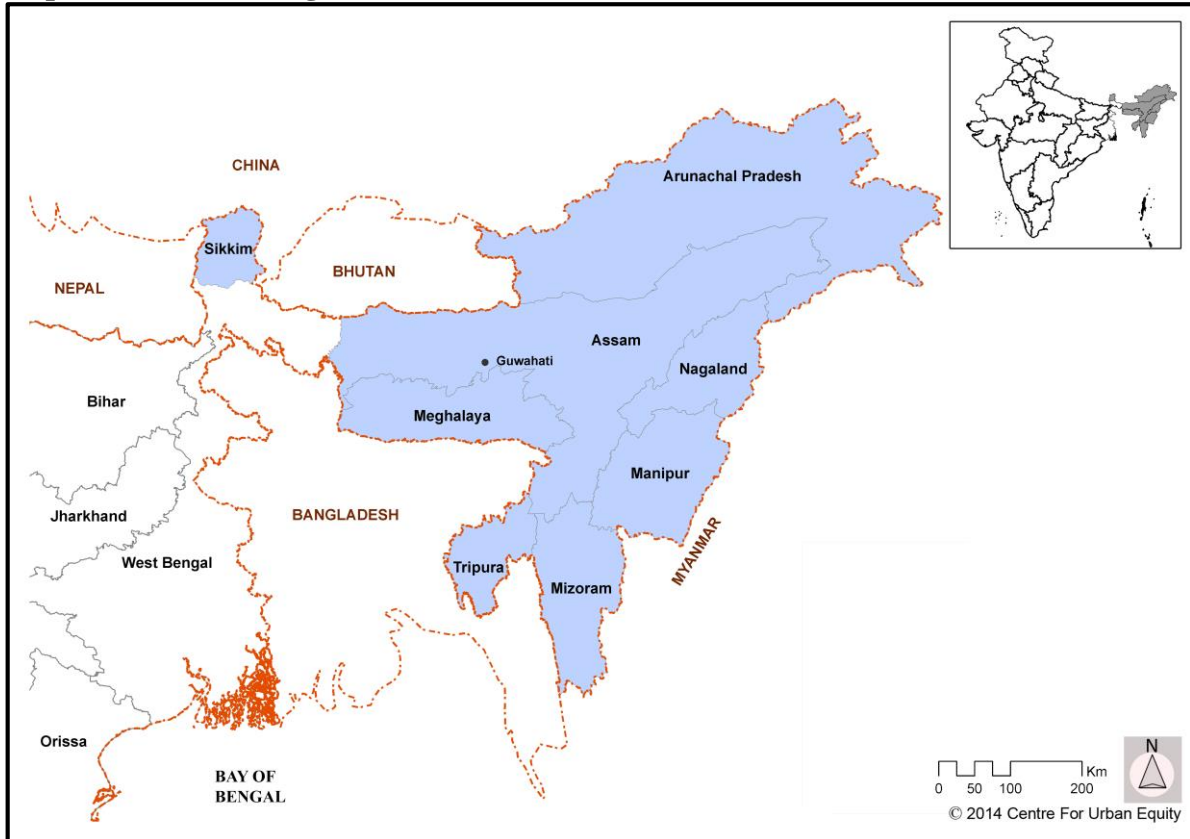 CHINA
Arunachal Pradesh
Sikkim
NEPAL
BHUTAN
Assam
Guwahati
Nagaland
Bihar
Meghalaya
Manipur
Jharkhand
BANGLADESH
West Bengal
Tripura
Mizoram
MYANMAR
Orissa
BAY OF
BENGAL
N
Km
0 50 100 200
© 2014 Centre For Urban Equity